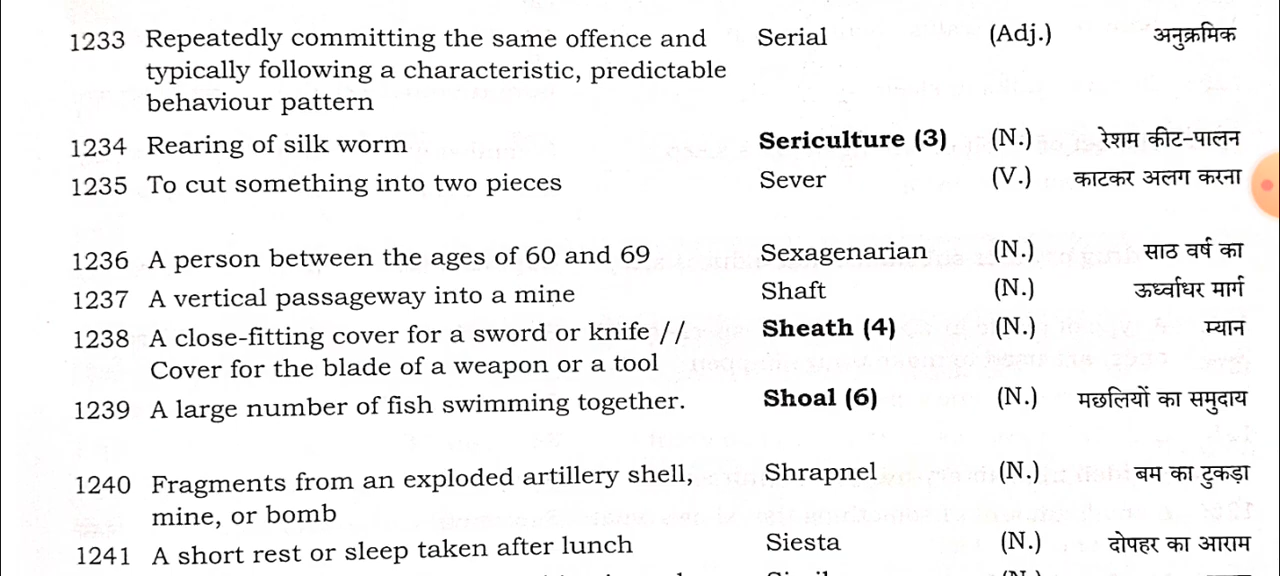 1233 Repeatedly committing the same offence and Serial (Adj.) अनुक्रमिक
typically following a characteristic, predictable
behaviour pattern
1234 Rearing of silk worm Sericulture (3) (N.) रेशम कीट-पालन
1235 To cut something into two pieces Sever (V.) काटकर अलग करना
1236 A person between the ages of 60 and 69 Sexagenarian (N.) साठ वर्ष का
1237 A vertical passageway into a mine Shaft (N.) ऊर्ध्वाधर मार्ग
1238 A close-fitting cover for a sword or knife // Sheath (4) (N.) म्यान
Cover for the blade of a weapon or a tool
1239 A large number of fish swimming together. Shoal (6) (N.) मछलियों का समुदाय
1240 Fragments from an exploded artillery shell, Shrapnel (N.) बम का टुकड़ा
mine, or bomb
1241 A short rest or sleep taken after lunch Siesta (N.) दोपहर का आराम